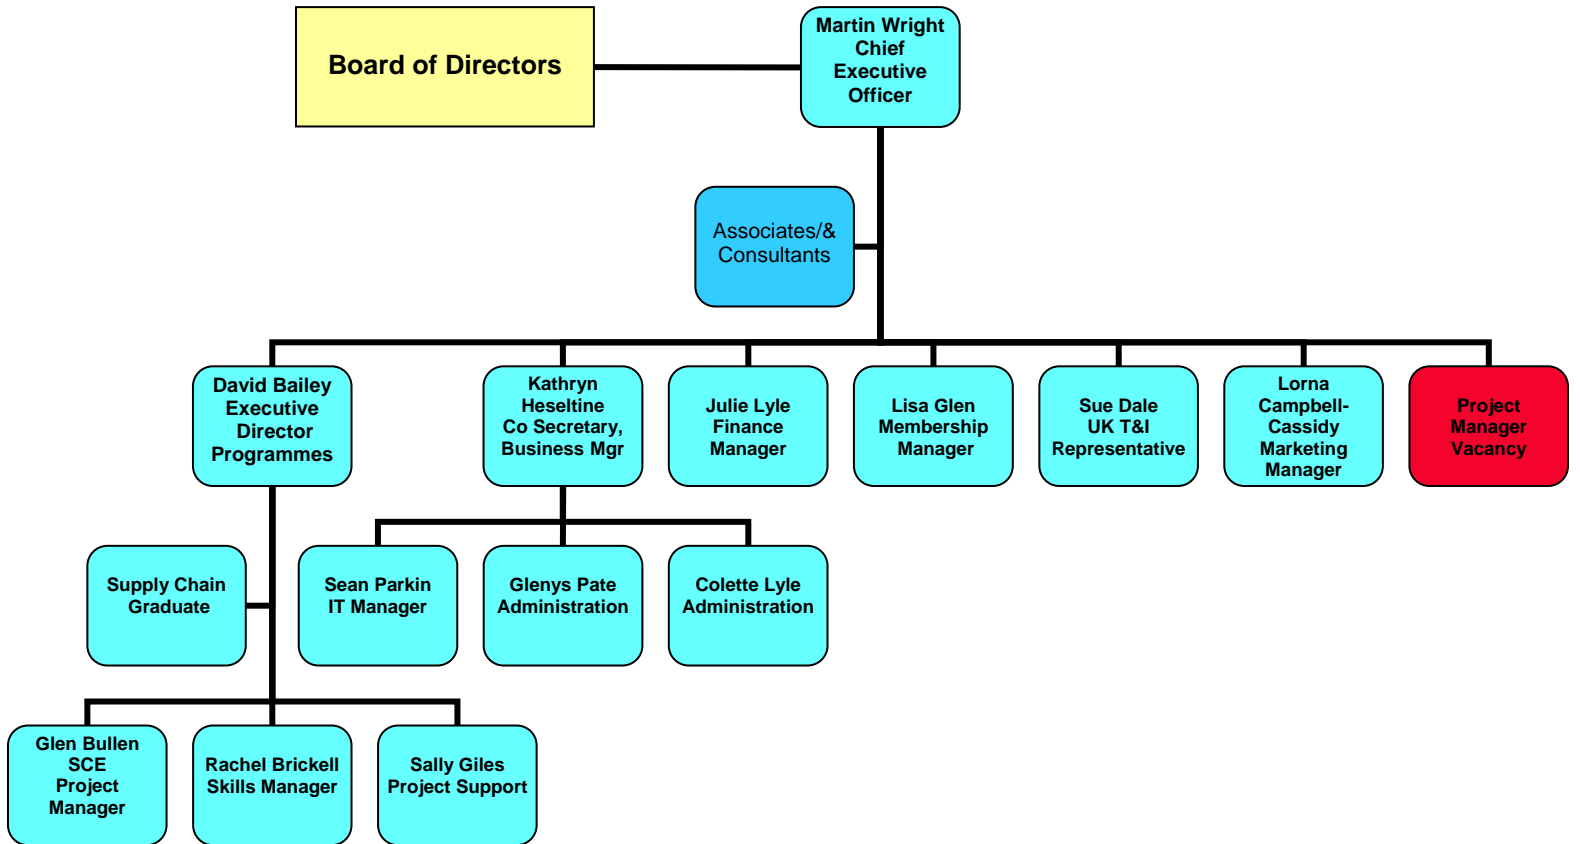 Board of Directors
Martin Wright
Chief
Executive
Officer
Associates/&
Consultants
David Bailey
Executive
Director
Programmes
Kathryn
Heseltine
Co Secretary,
Business Mgr
Julie Lyle
Finance
Manager
Lisa Glen
Membership
Manager
Sue Dale
UK T&I
Representative
Lorna
Campbell-
Cassidy
Marketing
Manager
Project
Manager
Vacancy
Supply Chain
Graduate
Sean Parkin
IT Manager
Glenys Pate
Administration
Colette Lyle
Administration
Glen Bullen
SCE
Project
Manager
Rachel Brickell
Skills Manager
Sally Giles
Project Support